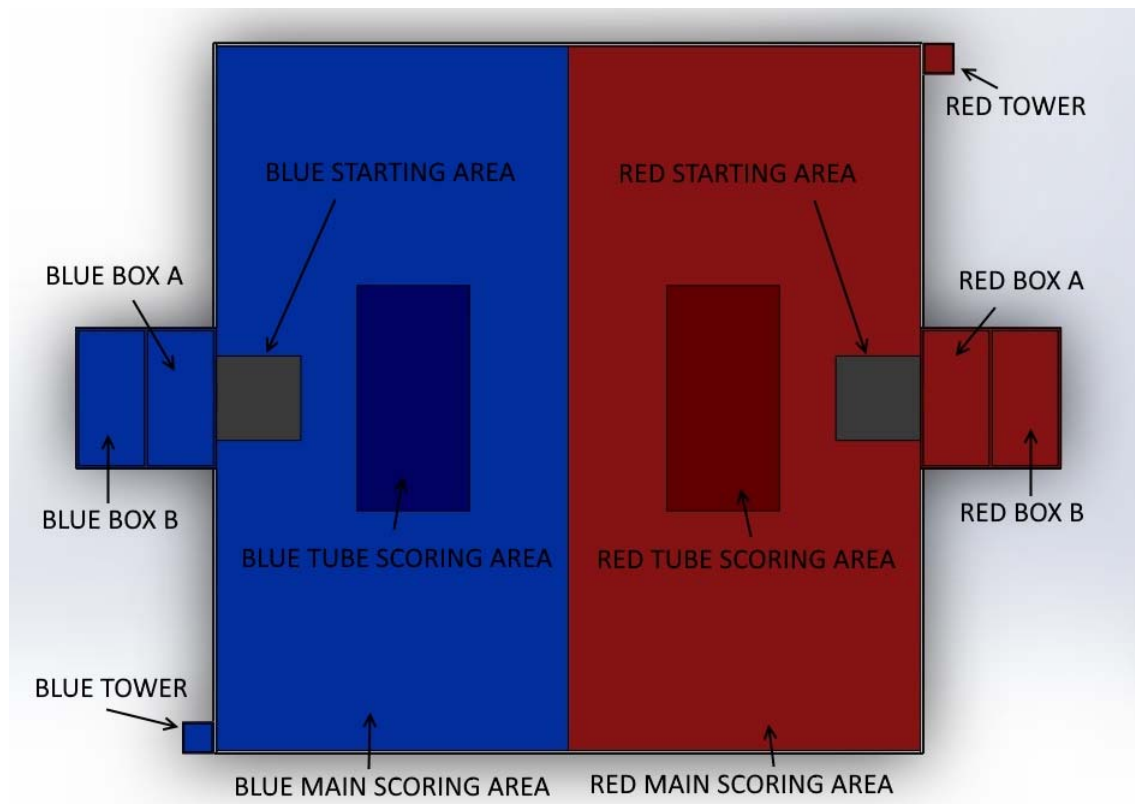 RED TOWER
BLUE STARTING AREA
RED STARTING AREA
BLUE BOX A
RED BOX A
BLUE BOX B
RED BOX B
BLUE TUBE SCORING AREA
RED TUBE SCORING AREA
BLUE TOWER
BLUE MAIN SCORING AREA
RED MAIN SCORING AREA